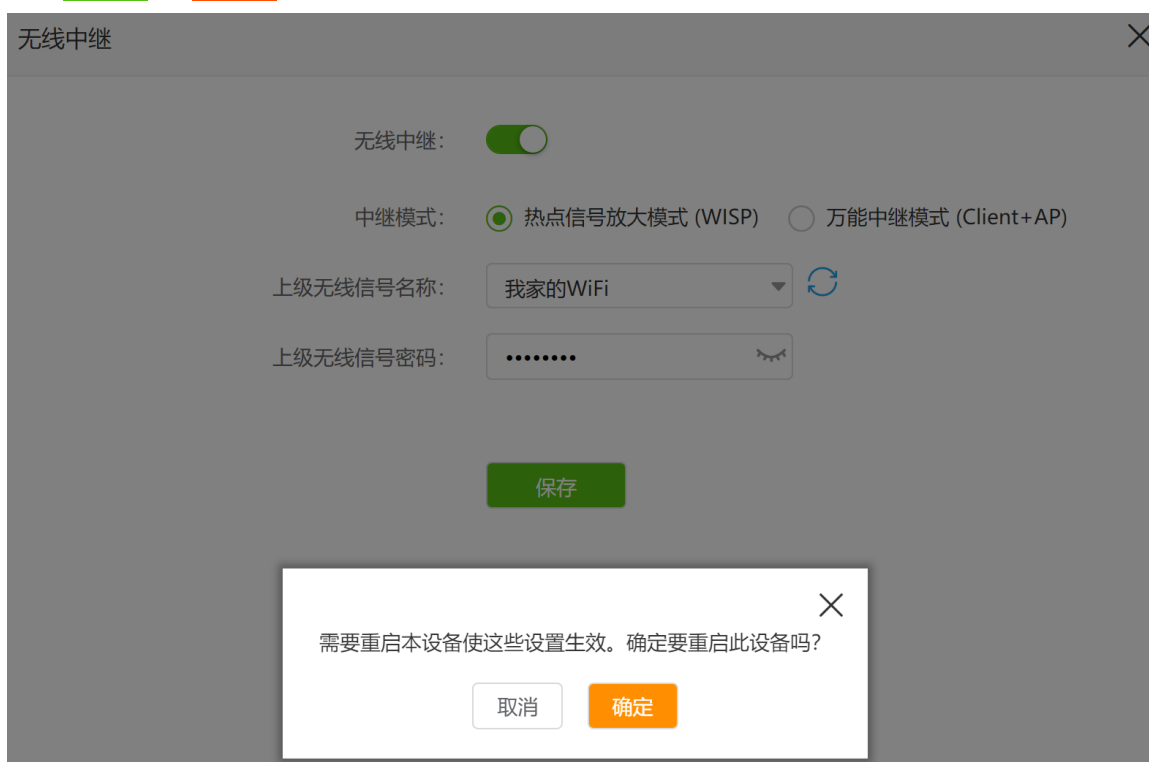 无线中继
无线中继:
中继模式: 热点信号放大模式 (WISP) 万能中继模式 (Client+AP)
上级无线信号名称: 我家的WiFi
上级无线信号密码: ••••••••
保存
需要重启本设备使这些设置生效。确定要重启此设备吗?
取消 确定